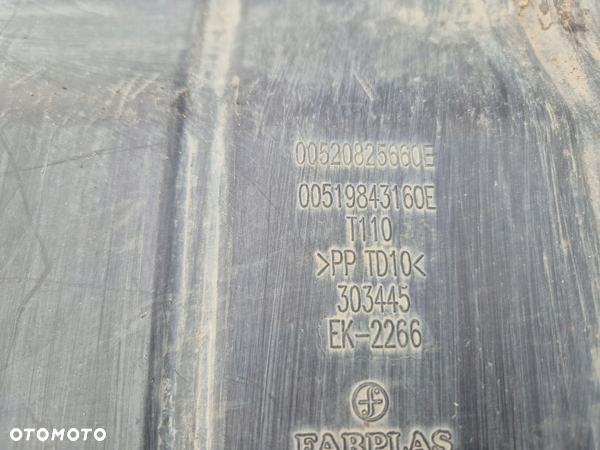 00520825660E
00519843160E
T110
>PP TD10<
303445
EK-2266
f
FARPLAS
OTOMOTO